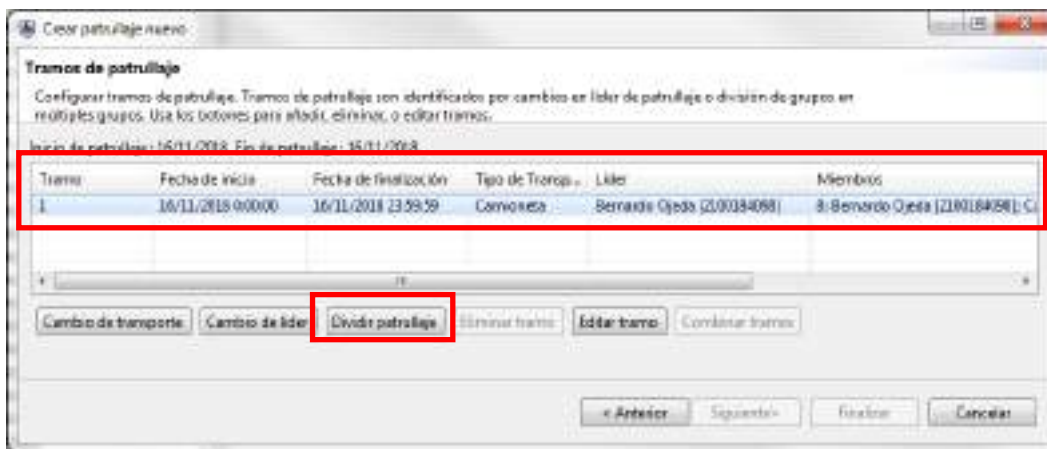 Crear patrullaje nuevo
Tramos de patrullaje
Configurar tramos de patrullaje. Tramos de patrullaje son identificados por cambios en líder de patrullaje o división de grupos en
múltiples grupos. Usa los botones para añadir, eliminar, o editar tramos.
Inicio de patrullaje: 16/11/2018 Fin de patrullaje: 16/11/2018
Tramo Fecha de inicio Fecha de finalización Tipo de Transp... Líder Miembros
1 16/11/2018 0:00:00 16/11/2018 23:59:59 Camioneta Bernardo Ojeda [2100184098] 8: Bernardo Ojeda [2100184098]; Ca
Cambio de transporte Cambio de líder Dividir patrullaje Eliminar tramo Editar tramo Combinar tramos
< Anterior Siguiente> Finalizar Cancelar